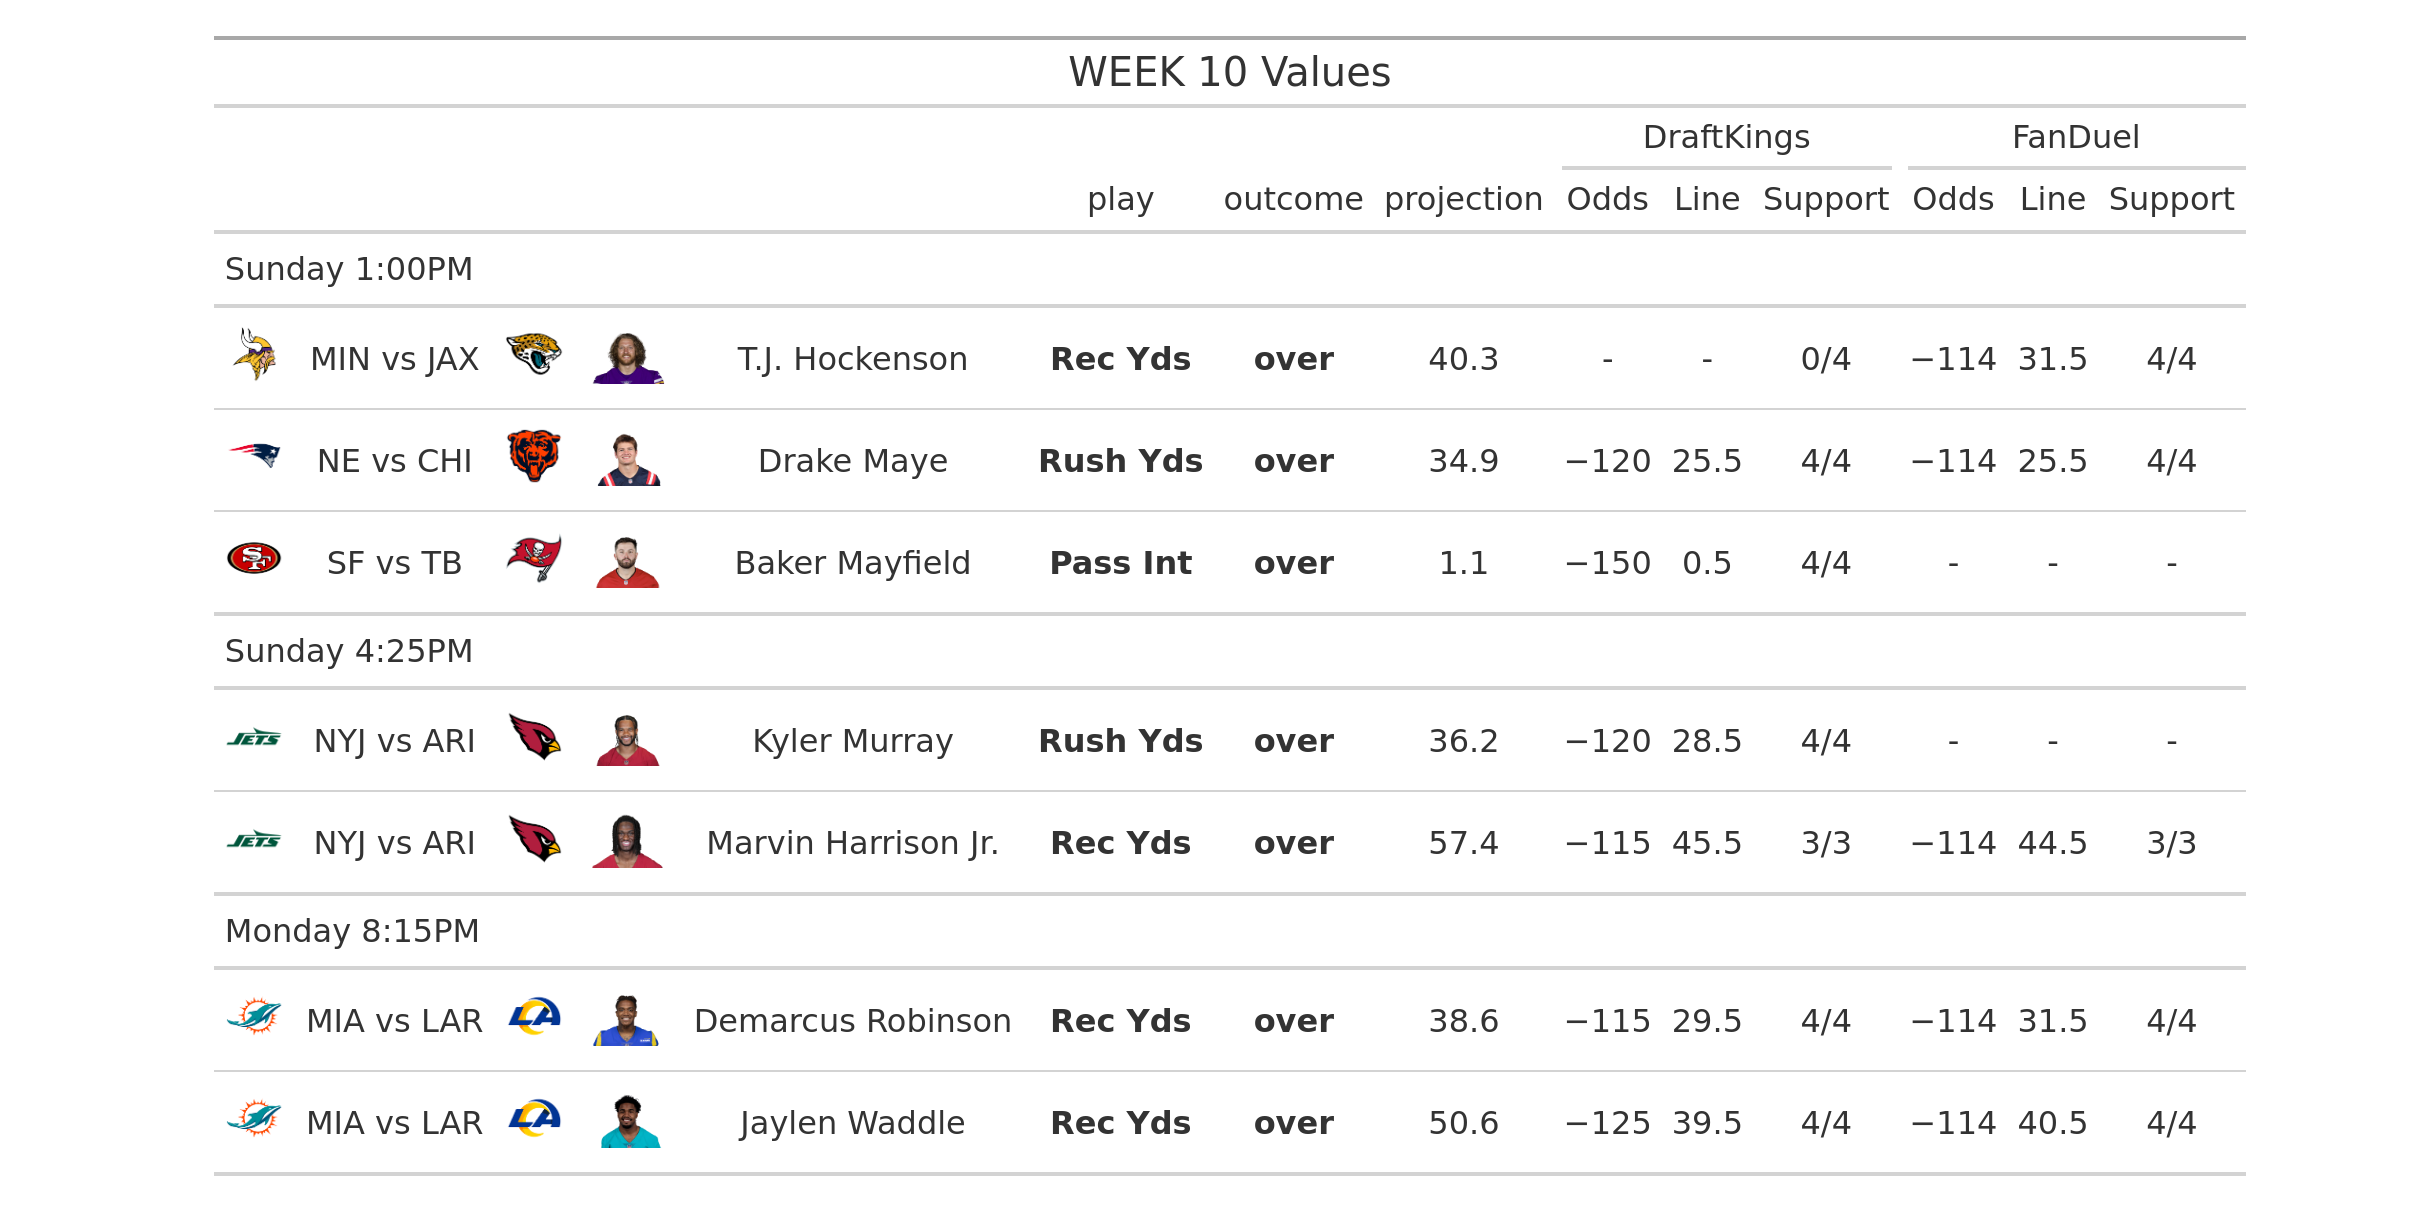 WEEK 10 Values
DraftKings FanDuel
play outcome projection Odds Line Support Odds Line Support
Sunday 1:00PM
MIN vs JAX T.J. Hockenson Rec Yds over 40.3 - - 0/4 −114 31.5 4/4
NE vs CHI Drake Maye Rush Yds over 34.9 −120 25.5 4/4 −114 25.5 4/4
SF vs TB Baker Mayfield Pass Int over 1.1 −150 0.5 4/4 - - -
Sunday 4:25PM
JETS NYJ vs ARI Kyler Murray Rush Yds over 36.2 −120 28.5 4/4 - - -
JETS NYJ vs ARI Marvin Harrison Jr. Rec Yds over 57.4 −115 45.5 3/3 −114 44.5 3/3
Monday 8:15PM
MIA vs LAR LA Demarcus Robinson Rec Yds over 38.6 −115 29.5 4/4 −114 31.5 4/4
MIA vs LAR LA Jaylen Waddle Rec Yds over 50.6 −125 39.5 4/4 −114 40.5 4/4